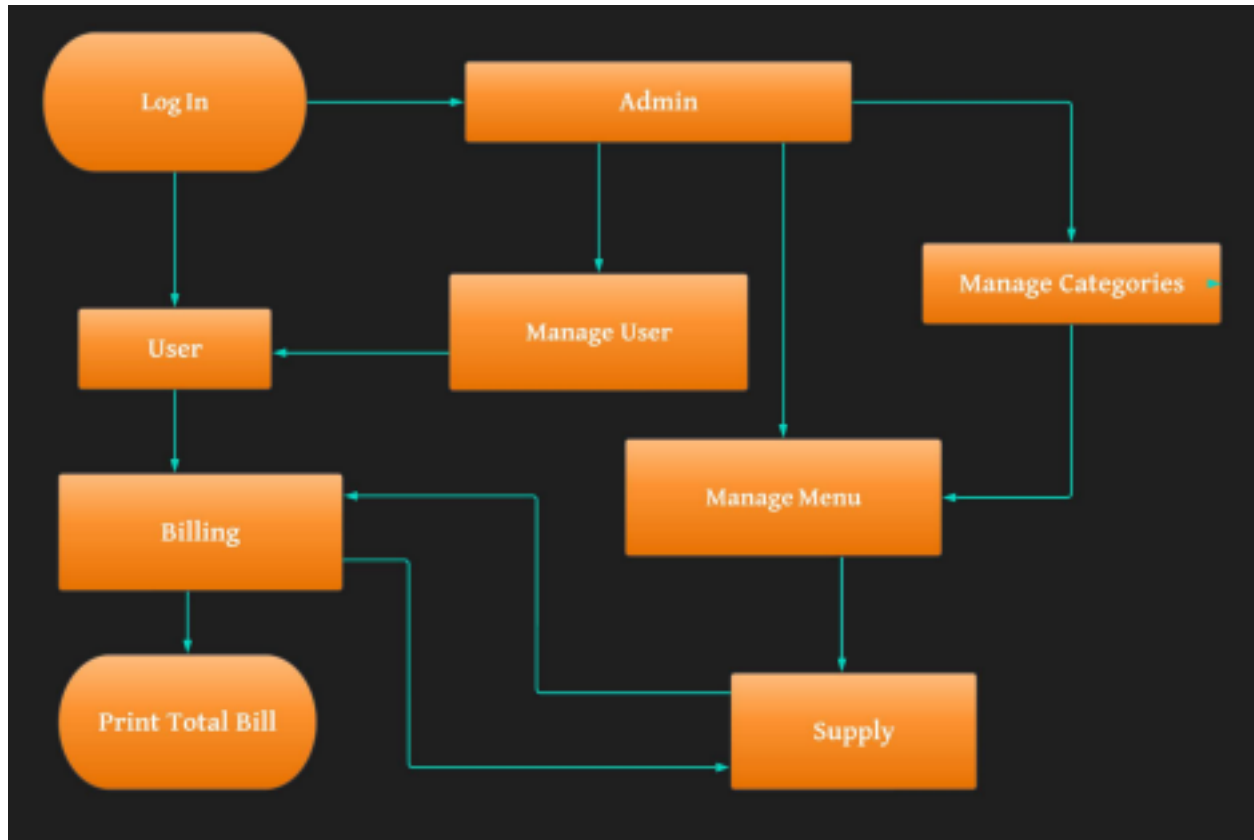 Log In
Admin
Manage Categories
Manage User
User
Manage Menu
Billing
Print Total Bill
Supply